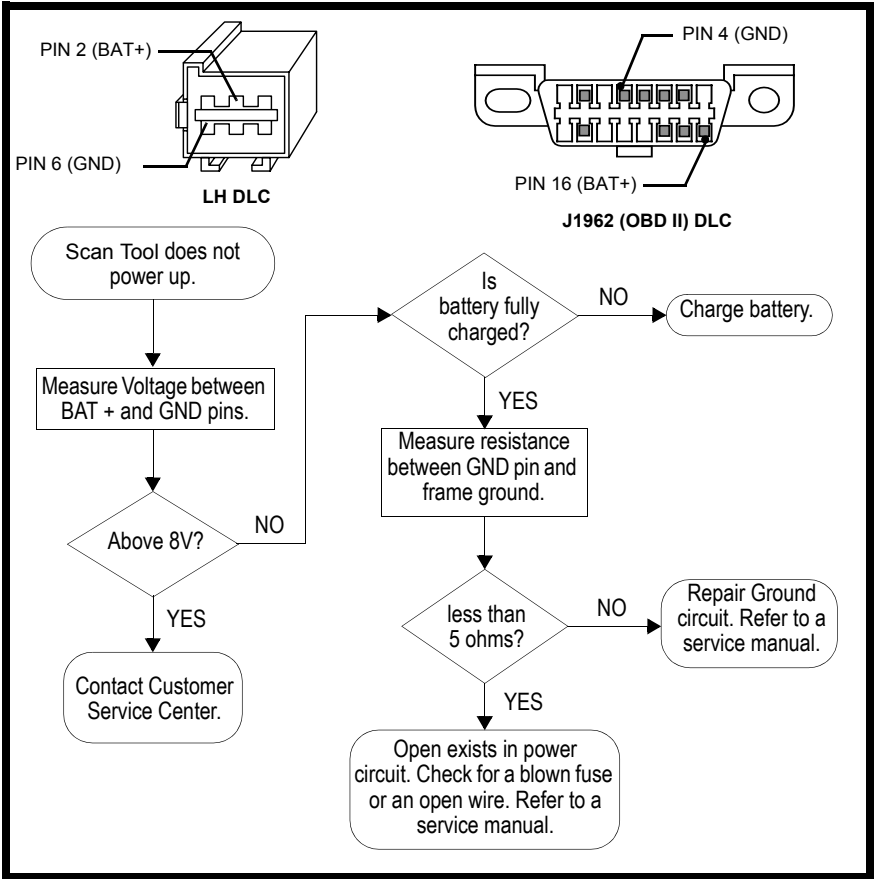 PIN 2 (BAT+)
PIN 6 (GND)
LH DLC
PIN 4 (GND)
PIN 16 (BAT+)
J1962 (OBD II) DLC
Scan Tool does not
power up.
Measure Voltage between
BAT + and GND pins.
Above 8V?
NO
YES
Contact Customer
Service Center.
Is
battery fully
charged?
NO
Charge battery.
YES
Measure resistance
between GND pin and
frame ground.
less than
5 ohms?
NO
Repair Ground
circuit. Refer to a
service manual.
YES
Open exists in power
circuit. Check for a blown fuse
or an open wire. Refer to a
service manual.